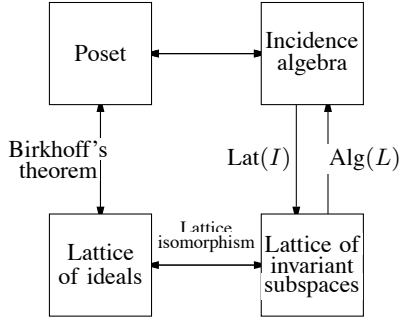 Poset
Incidence
algebra
Birkhoff's
theorem
Lat(I)
Alg(L)
Lattice
isomorphism
Lattice
of ideals
Lattice of
invariant
subspaces